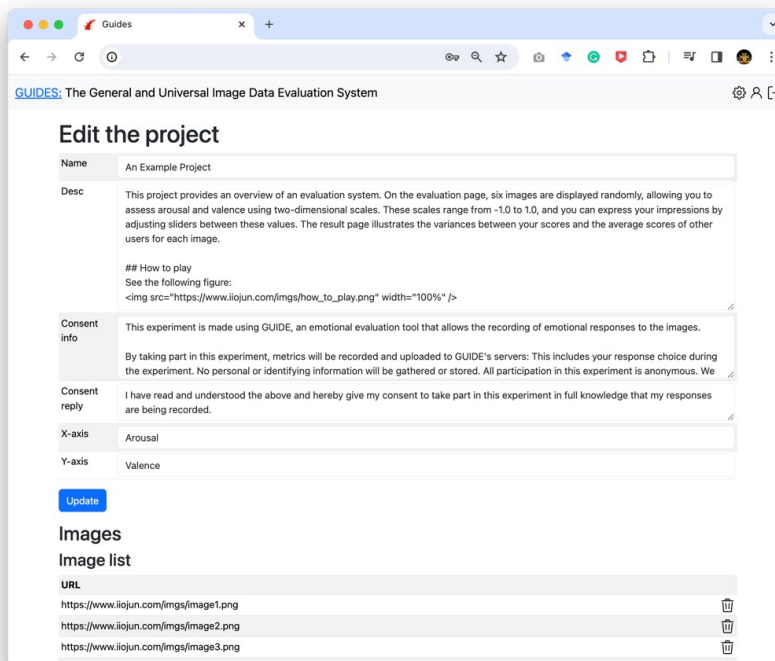 Guides
GUIDES: The General and Universal Image Data Evaluation System
Edit the project
Name
An Example Project
Desc
This project provides an overview of an evaluation system. On the evaluation page, six images are displayed randomly, allowing you to
assess arousal and valence using two-dimensional scales. These scales range from -1.0 to 1.0, and you can express your impressions by
adjusting sliders between these values. The result page illustrates the variances between your scores and the average scores of other
users for each image.
## How to play
See the following figure:
<img src="https://www.iiojun.com/imgs/how_to_play.png" width="100%" />
Consent
info
This experiment is made using GUIDE, an emotional evaluation tool that allows the recording of emotional responses to the images.
By taking part in this experiment, metrics will be recorded and uploaded to GUIDE's servers: This includes your response choice during
the experiment. No personal or identifying information will be gathered or stored. All participation in this experiment is anonymous. We
Consent
reply
I have read and understood the above and hereby give my consent to take part in this experiment in full knowledge that my responses
are being recorded.
X-axis
Arousal
Y-axis
Valence
Update
Images
Image list
URL
https://www.iiojun.com/imgs/image1.png
https://www.iiojun.com/imgs/image2.png
https://www.iiojun.com/imgs/image3.png